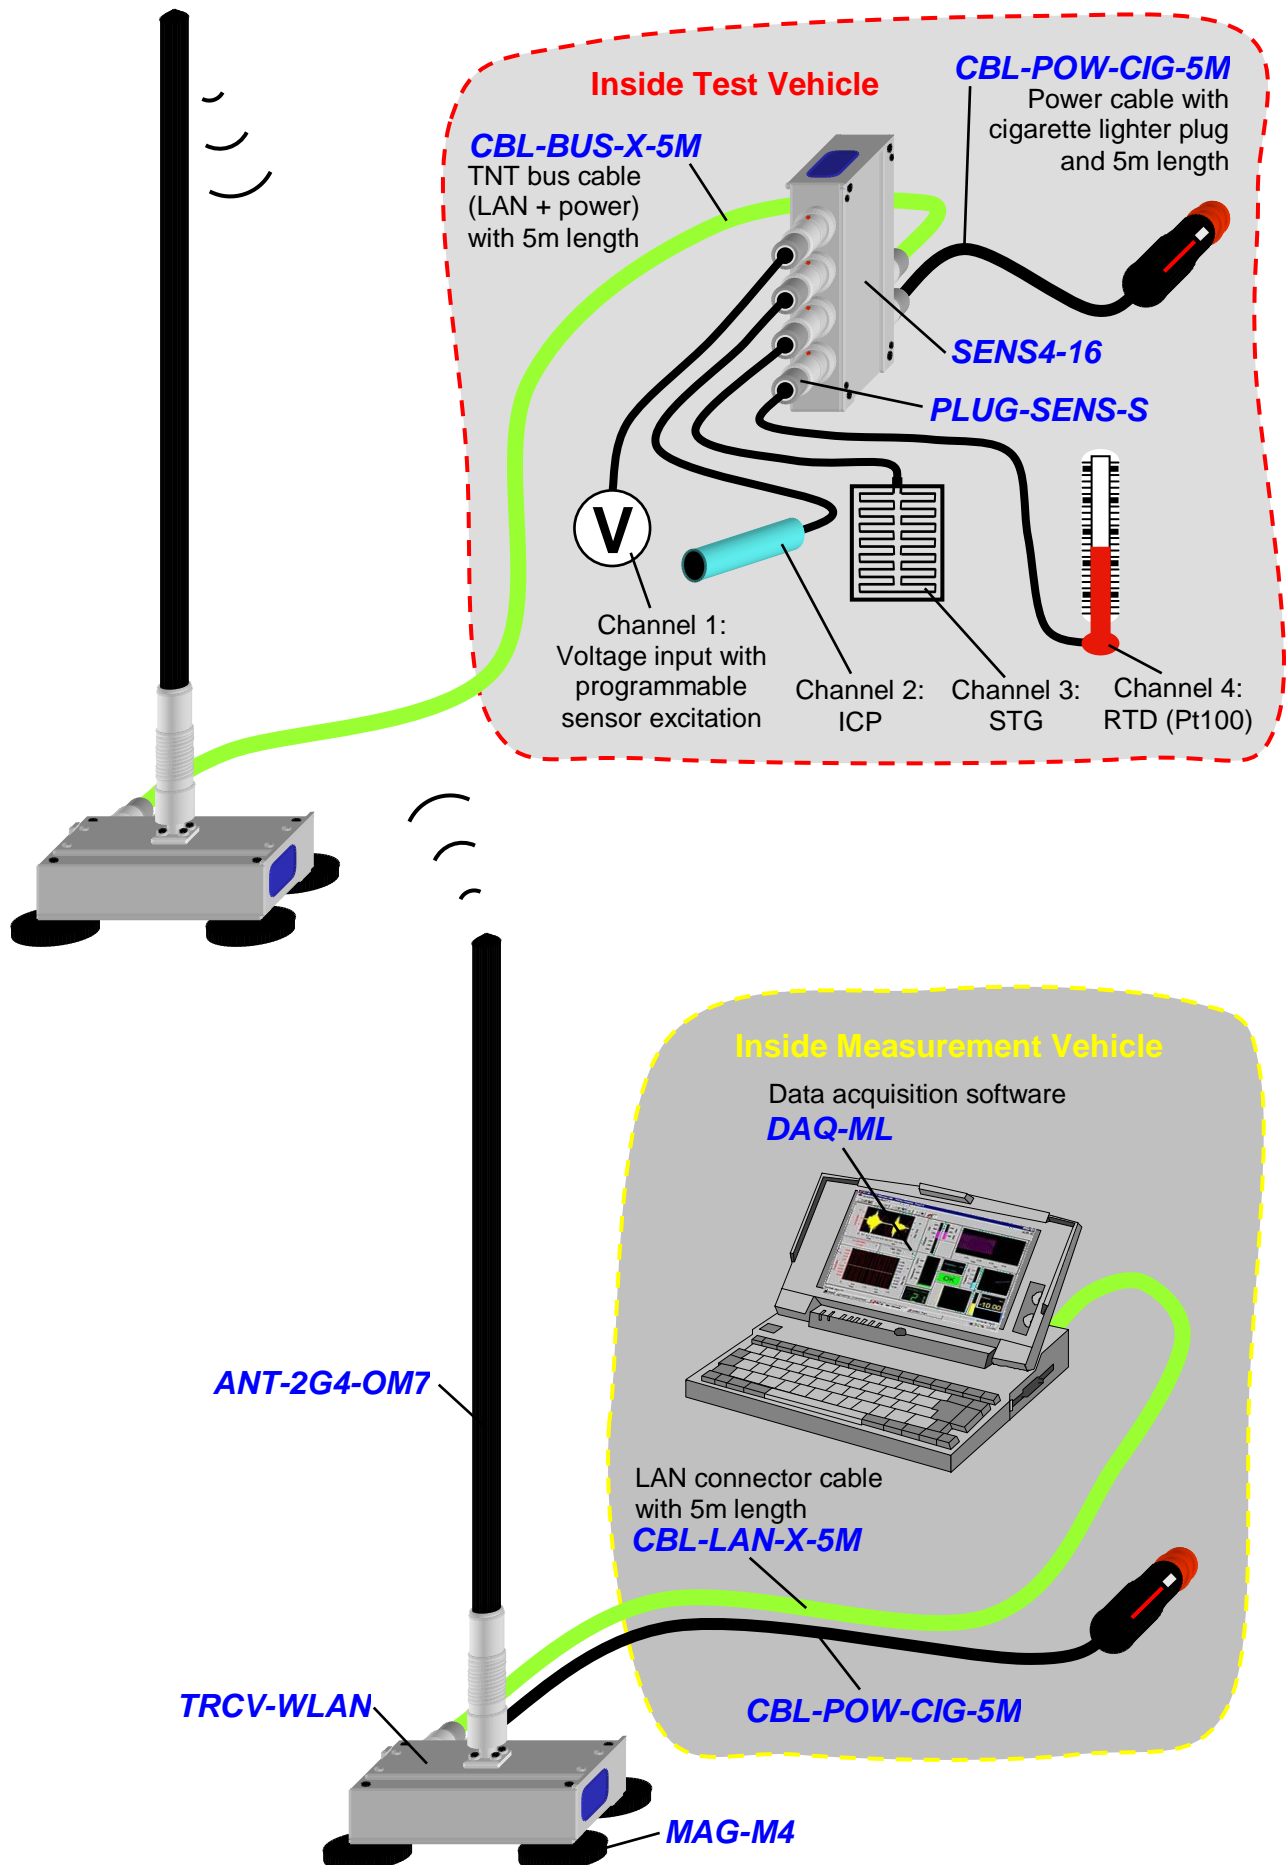 Inside Test Vehicle
CBL-POW-CIG-5M
Power cable with
cigarette lighter plug
and 5m length
CBL-BUS-X-5M
TNT bus cable
(LAN + power)
with 5m length
SENS4-16
PLUG-SENS-S
V
Channel 1:
Voltage input with
programmable
sensor excitation
Channel 2:
ICP
Channel 3:
STG
Channel 4:
RTD (Pt100)
Inside Measurement Vehicle
Data acquisition software
DAQ-ML
OK
ANT-2G4-OM7
LAN connector cable
with 5m length
CBL-LAN-X-5M
TRCV-WLAN
CBL-POW-CIG-5M
MAG-M4